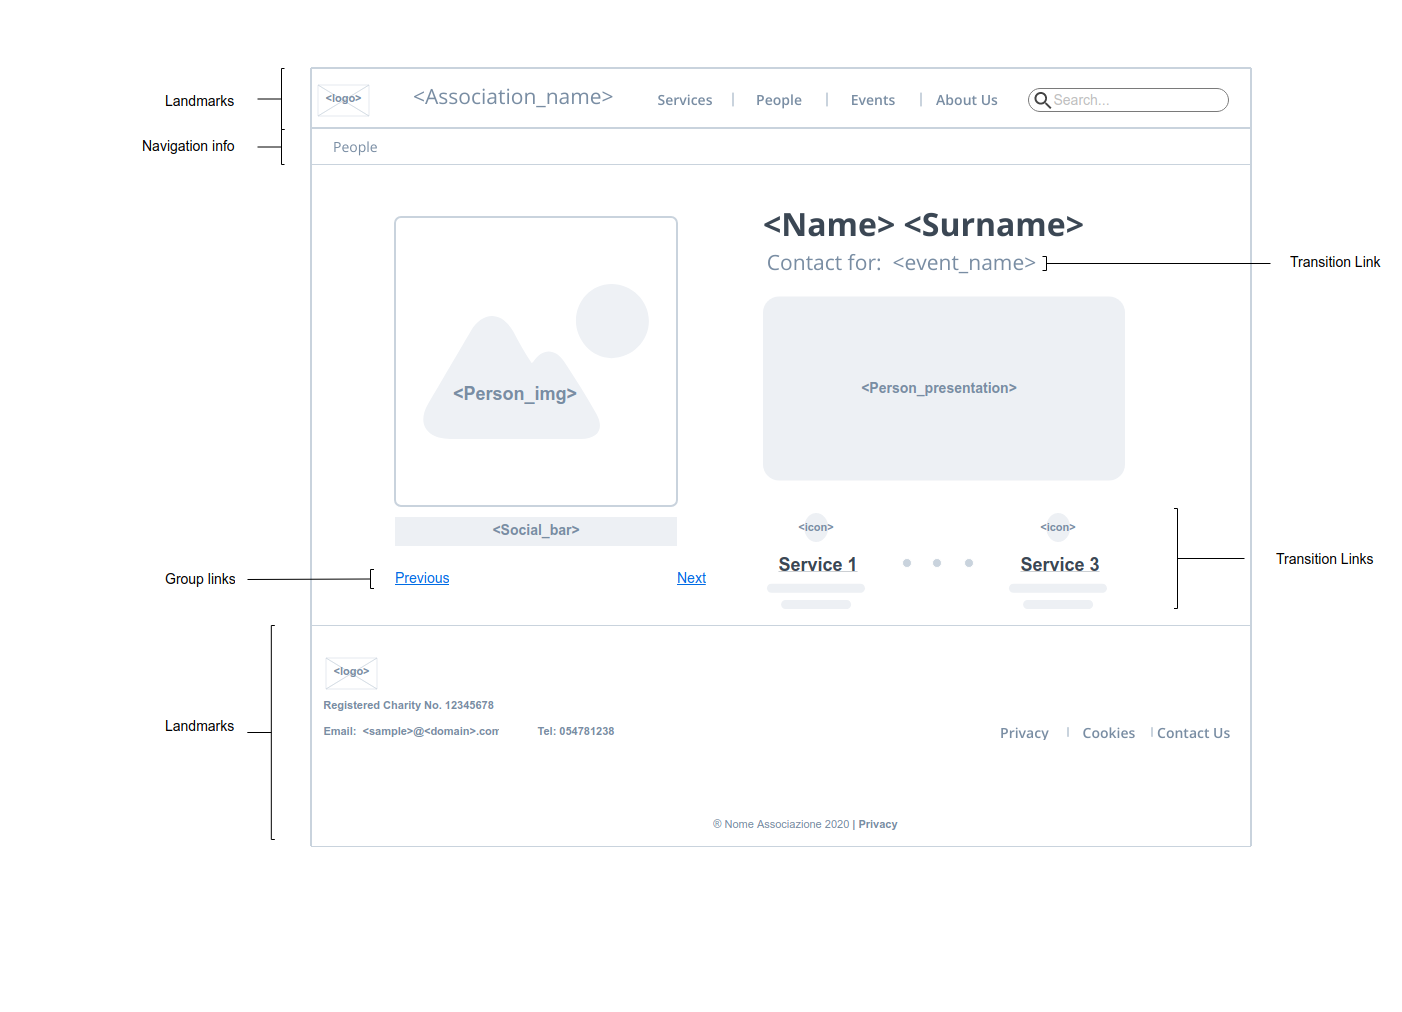 Landmarks
<logo>
<Association_name>
Services | People | Events | About Us
Search...
Navigation info
People
<Name> <Surname>
Contact for: <event_name>
Transition Link
<Person_img>
<Person_presentation>
<Social_bar>
<icon>
<icon>
Service 1
Service 3
Transition Links
Group links
Previous
Next
Landmarks
<logo>
Registered Charity No. 12345678
Email: <sample>@<domain>.com
Tel: 054781238
Privacy | Cookies | Contact Us
® Nome Associazione 2020 | Privacy